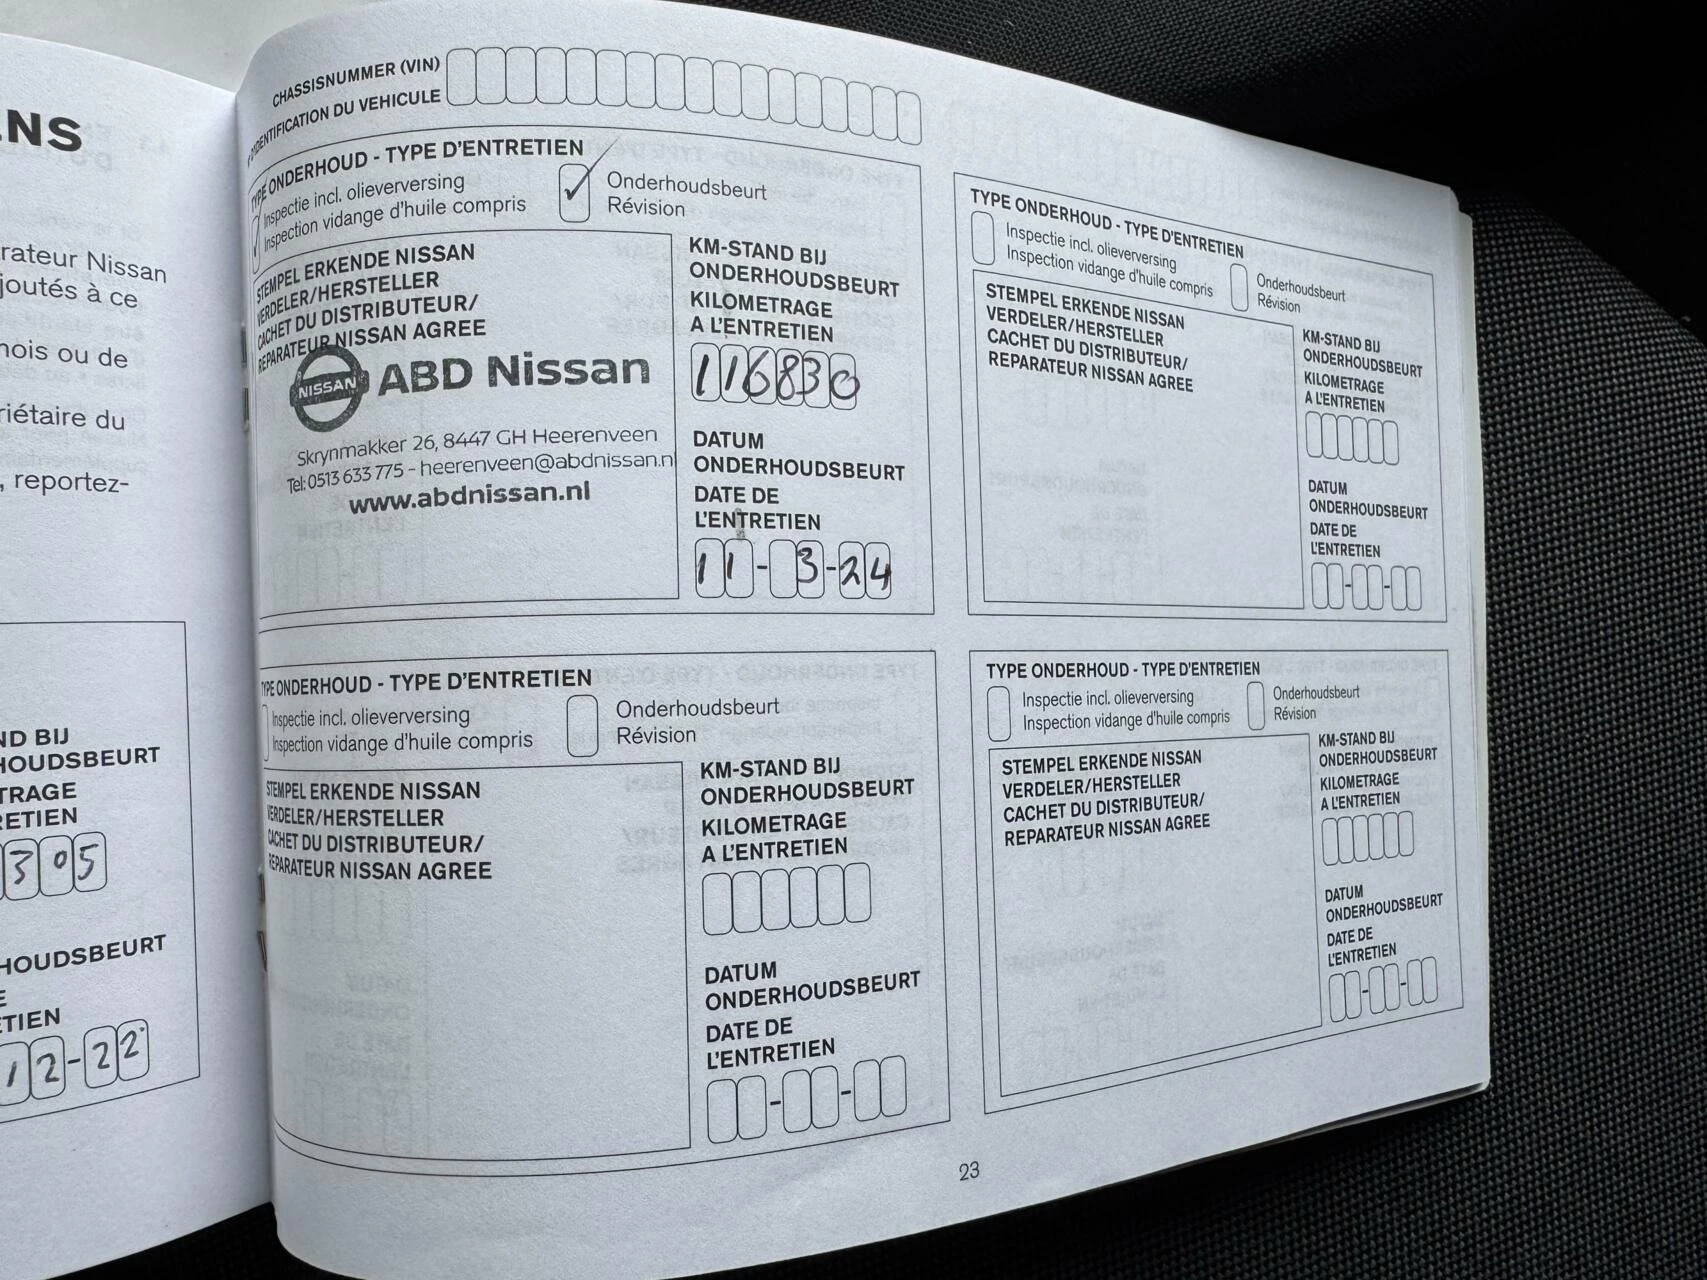 ENS
rateur Nissan
joutés à ce
mois ou de
riétaire du
, reportez-
ND BIJ
HOUDSBEURT
TRAGE
RETIEN
305
HOUDSBEURT
E
ETIEN
12-22
CHASSISNUMMER (VIN)
D'IDENTIFICATION DU VEHICULE
TYPE ONDERHOUD - TYPE D'ENTRETIEN
Inspectie incl. olieverversing
Inspection vidange d'huile compris
✓ Onderhoudsbeurt
Révision
STEMPEL ERKENDE NISSAN
VERDELER/HERSTELLER
CACHET DU DISTRIBUTEUR/
REPARATEUR NISSAN AGREE
NISSAN ABD Nissan
Skrynmakker 26, 8447 GH Heerenveen
Tel: 0513 633 775 - heerenveen@abdnissan.nl
www.abdnissan.nl
KM-STAND BIJ
ONDERHOUDSBEURT
KILOMETRAGE
A L'ENTRETIEN
116830
DATUM
ONDERHOUDSBEURT
DATE DE
L'ENTRETIEN
11-3-24
TYPE ONDERHOUD - TYPE D'ENTRETIEN
Inspectie incl. olieverversing
Inspection vidange d'huile compris
Onderhoudsbeurt
Révision
STEMPEL ERKENDE NISSAN
VERDELER/HERSTELLER
CACHET DU DISTRIBUTEUR/
REPARATEUR NISSAN AGREE
KM-STAND BIJ
ONDERHOUDSBEURT
KILOMETRAGE
A L'ENTRETIEN
DATUM
ONDERHOUDSBEURT
DATE DE
L'ENTRETIEN
TYPE ONDERHOUD - TYPE D'ENTRETIEN
Inspectie incl. olieverversing
Inspection vidange d'huile compris
Onderhoudsbeurt
Révision
STEMPEL ERKENDE NISSAN
VERDELER/HERSTELLER
CACHET DU DISTRIBUTEUR/
REPARATEUR NISSAN AGREE
KM-STAND BIJ
ONDERHOUDSBEURT
KILOMETRAGE
A L'ENTRETIEN
DATUM
ONDERHOUDSBEURT
DATE DE
L'ENTRETIEN
TYPE ONDERHOUD - TYPE D'ENTRETIEN
Inspectie incl. olieverversing
Inspection vidange d'huile compris
Onderhoudsbeurt
Révision
STEMPEL ERKENDE NISSAN
VERDELER/HERSTELLER
CACHET DU DISTRIBUTEUR/
REPARATEUR NISSAN AGREE
KM-STAND BIJ
ONDERHOUDSBEURT
KILOMETRAGE
A L'ENTRETIEN
DATUM
ONDERHOUDSBEURT
DATE DE
L'ENTRETIEN
23